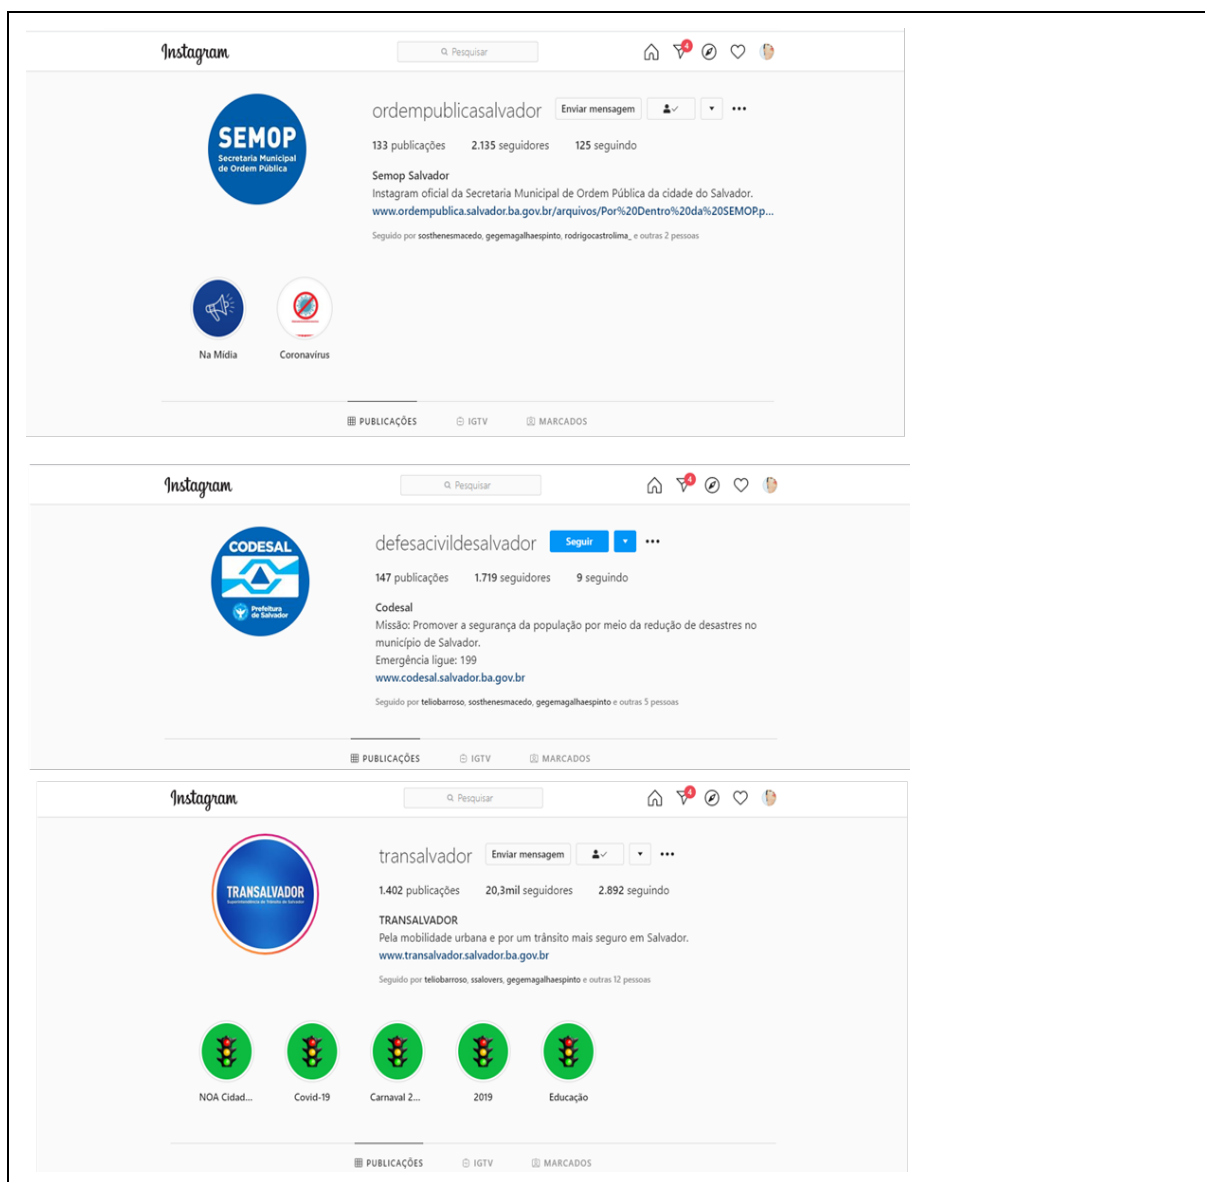 Instagram
Pesquisar
4
SEMOP
Secretaria Municipal
de Ordem Pública
ordempublicasalvador Enviar mensagem
133 publicações 2.135 seguidores 125 seguindo
Semop Salvador
Instagram oficial da Secretaria Municipal de Ordem Pública da cidade do Salvador.
www.ordempublica.salvador.ba.gov.br/arquivos/Por%20Dentro%20da%20SEMOP.p...
Seguido por sosthenesmacedo, gegemagalhaespinto, rodrigocastrolima_ e outras 2 pessoas
Na Mídia Coronavírus
PUBLICAÇÕES IGTV MARCADOS
Instagram
Pesquisar
4
CODESAL
Prefeitura
de Salvador
defesacivildesalvador Seguir
147 publicações 1.719 seguidores 9 seguindo
Codesal
Missão: Promover a segurança da população por meio da redução de desastres no
município de Salvador.
Emergência ligue: 199
www.codesal.salvador.ba.gov.br
Seguido por teliobarroso, sosthenesmacedo, gegemagalhaespinto e outras 5 pessoas
PUBLICAÇÕES IGTV MARCADOS
Instagram
Pesquisar
4
TRANSALVADOR
Superintendência de Trânsito de Salvador
transalvador Enviar mensagem
1.402 publicações 20,3mil seguidores 2.892 seguindo
TRANSALVADOR
Pela mobilidade urbana e por um trânsito mais seguro em Salvador.
www.transalvador.salvador.ba.gov.br
Seguido por teliobarroso, ssalovers, gegemagalhaespinto e outras 12 pessoas
NOA Cidad... Covid-19 Carnaval 2... 2019 Educação
PUBLICAÇÕES IGTV MARCADOS